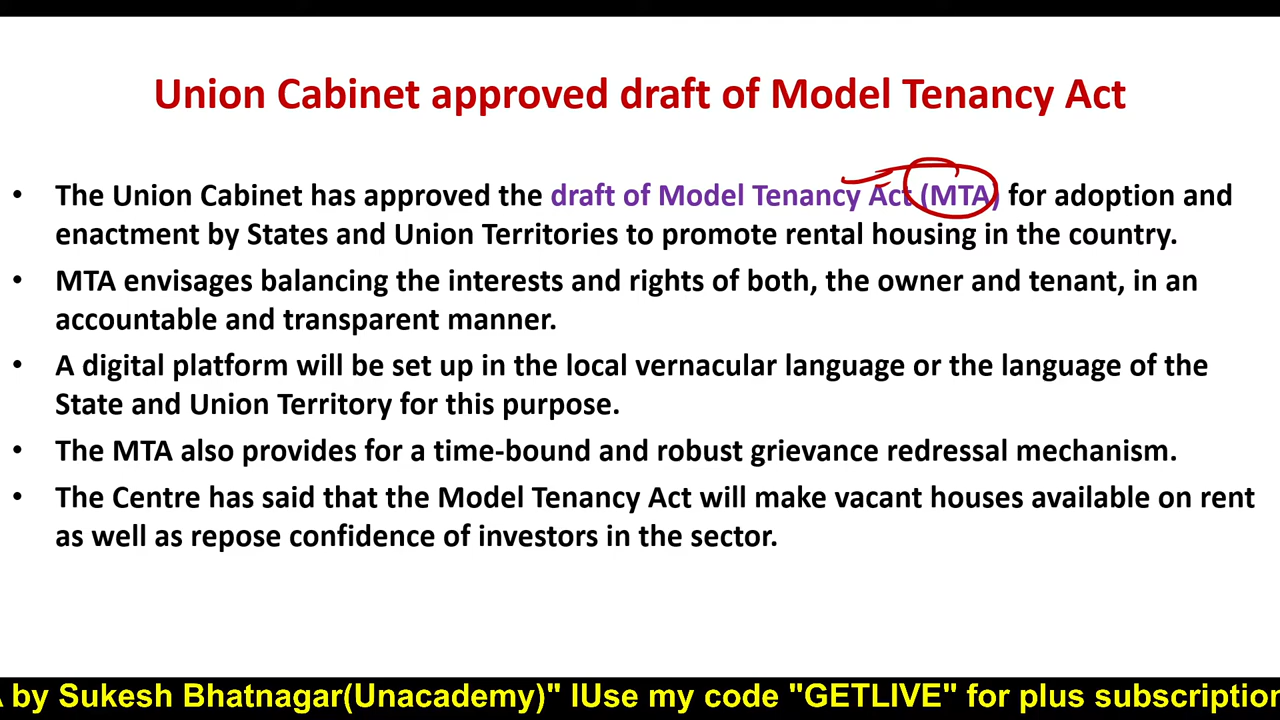 Union Cabinet approved draft of Model Tenancy Act
• The Union Cabinet has approved the draft of Model Tenancy Act (MTA) for adoption and
enactment by States and Union Territories to promote rental housing in the country.
• MTA envisages balancing the interests and rights of both, the owner and tenant, in an
accountable and transparent manner.
• A digital platform will be set up in the local vernacular language or the language of the
State and Union Territory for this purpose.
• The MTA also provides for a time-bound and robust grievance redressal mechanism.
• The Centre has said that the Model Tenancy Act will make vacant houses available on rent
as well as repose confidence of investors in the sector.
A by Sukesh Bhatnagar(Unacademy)" lUse my code "GETLIVE" for plus subscription